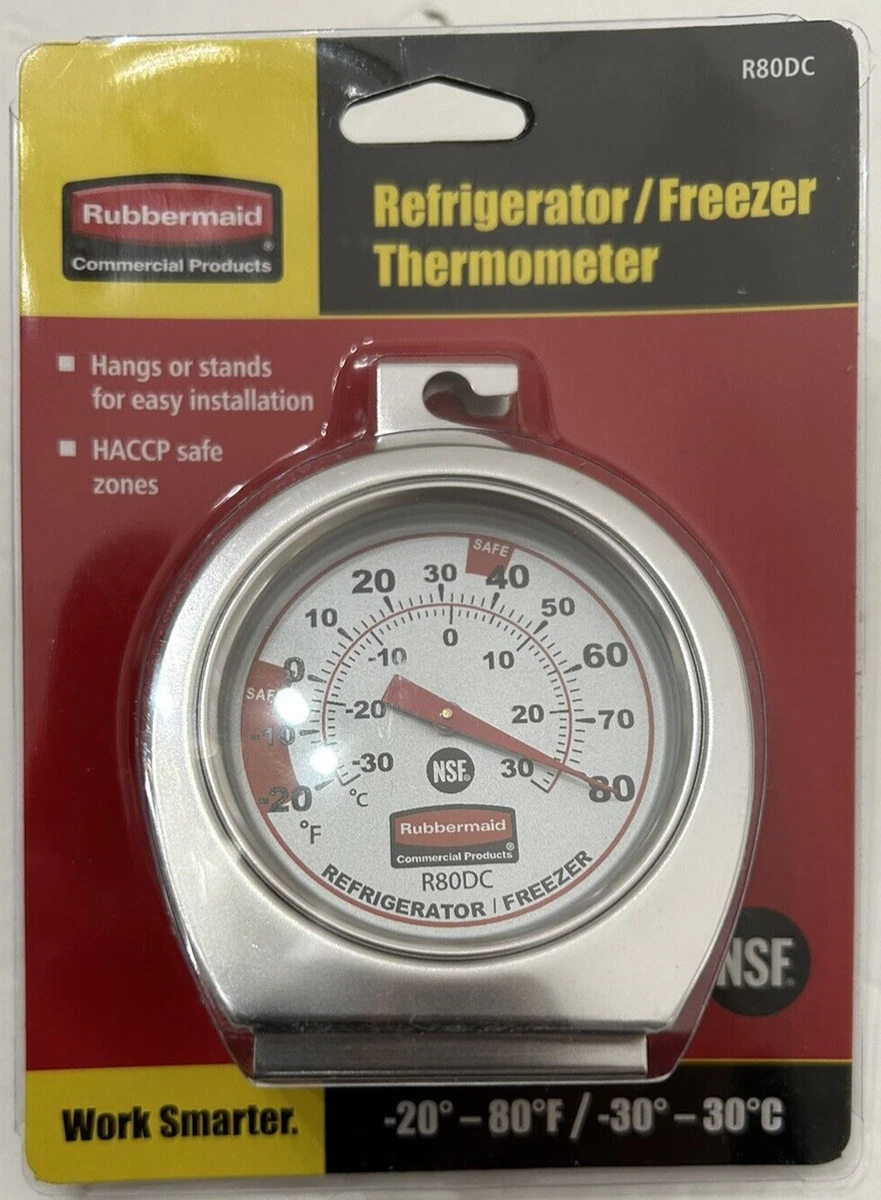 R80DC
Rubbermaid®
Commercial Products
Refrigerator/Freezer
Thermometer
Hangs or stands
for easy installation
HACCP safe
zones
SAFE
SAFE
-20
-10
0
10
20
30
40
50
60
70
80
-30
-20
-10
0
10
20
30
°C
°F
NSF®
Rubbermaid®
Commercial Products
R80DC
REFRIGERATOR / FREEZER
NSF®
Work Smarter.
-20° – 80°F / -30° – 30°C